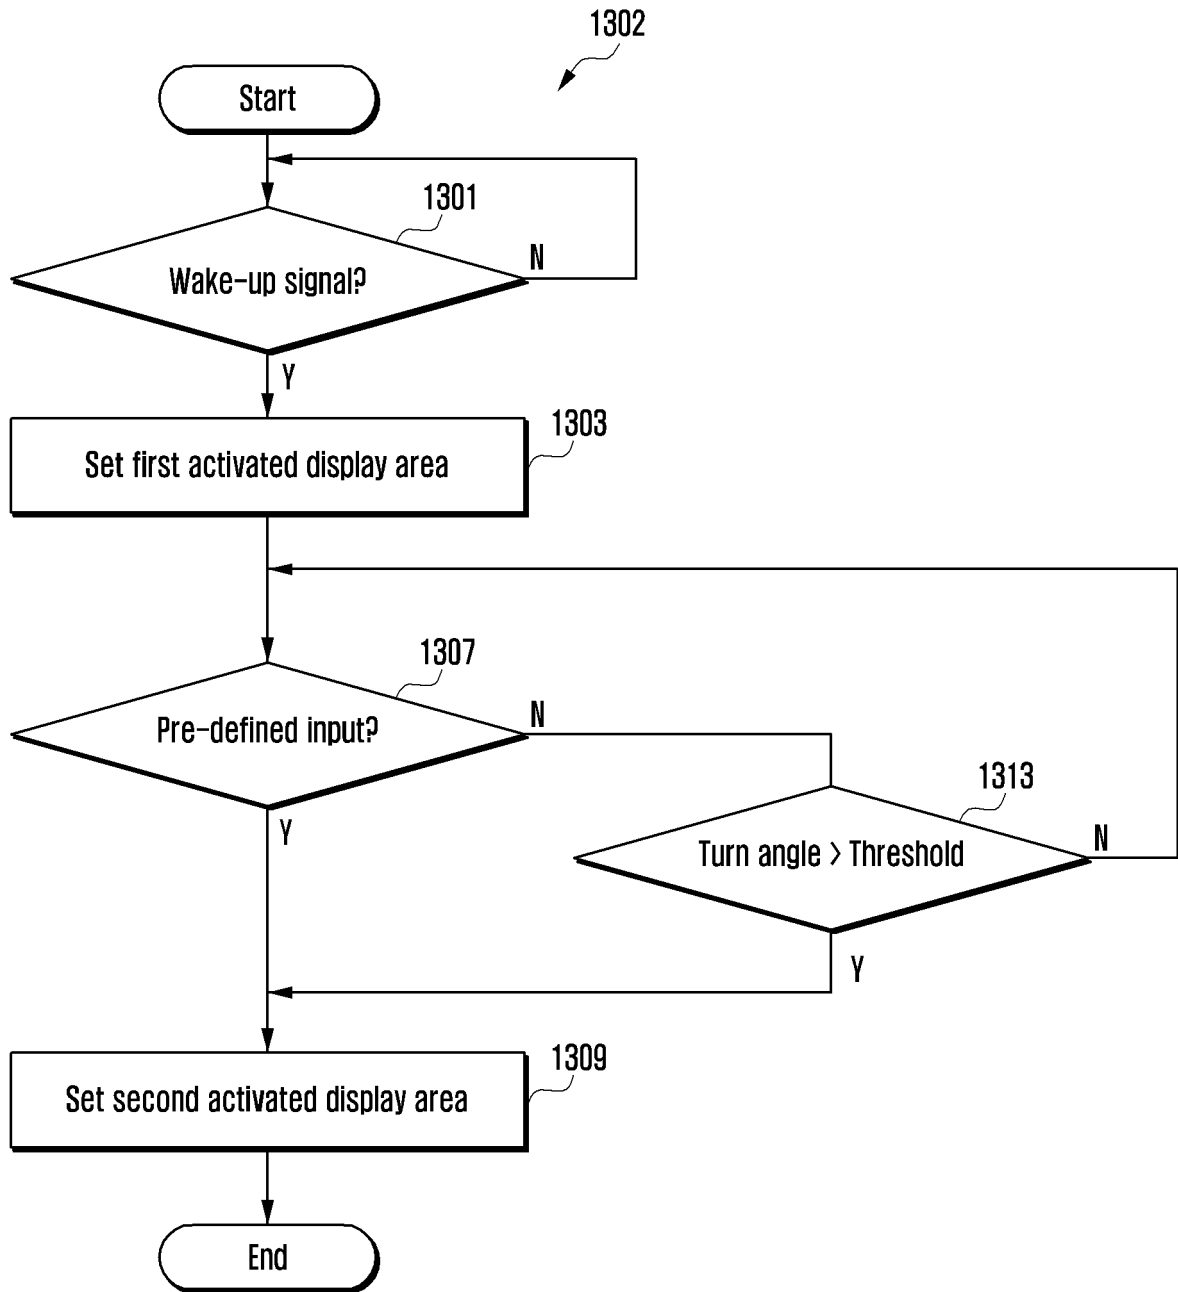 1302
Start
1301
Wake-up signal?
N
Y
1303
Set first activated display area
1307
Pre-defined input?
N
Y
1313
Turn angle > Threshold
N
Y
1309
Set second activated display area
End